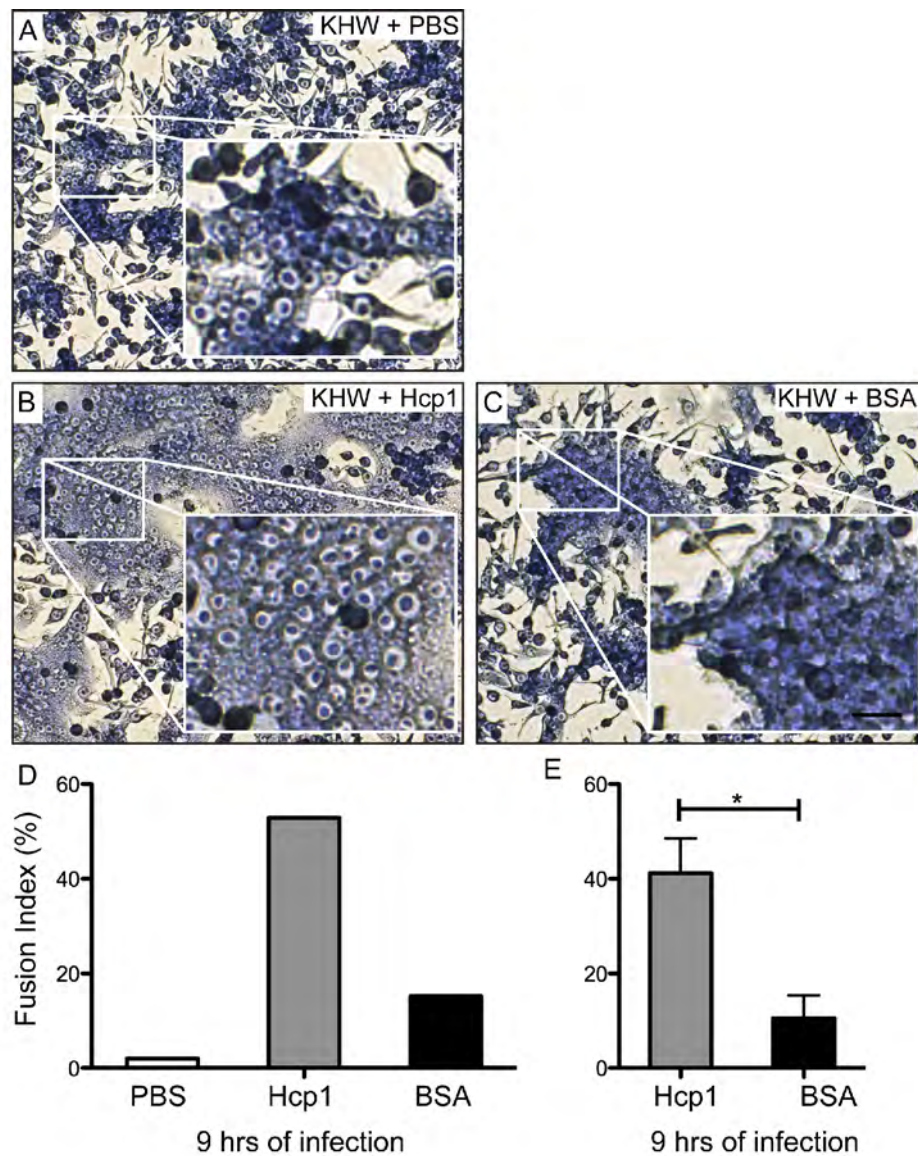 A
KHW + PBS
B
KHW + Hcp1
C
KHW + BSA
D
Fusion Index (%)
60
40
20
0
PBS Hcp1 BSA
9 hrs of infection
E
60
40
20
0
*
Hcp1 BSA
9 hrs of infection